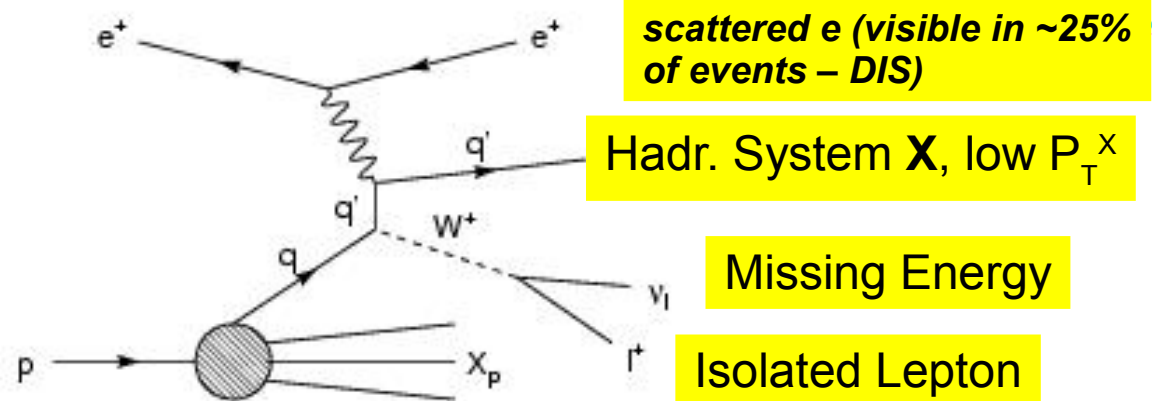 e⁺
e⁺
scattered e (visible in ~25%
of events – DIS)
q'
Hadr. System X, low P_T^X
q'
W⁺
q
ν_l
Missing Energy
p
X_p
l⁺
Isolated Lepton